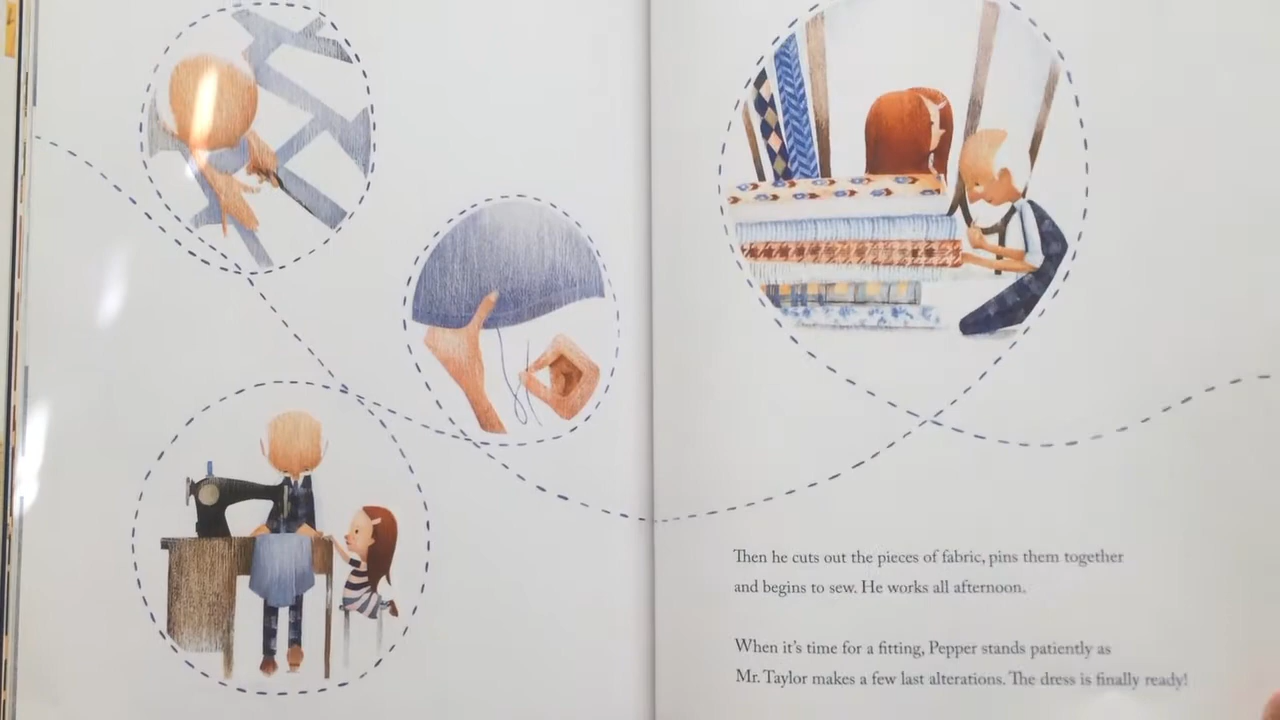 Then he cuts out the pieces of fabric, pins them together
and begins to sew. He works all afternoon.
When it's time for a fitting, Pepper stands patiently as
Mr. Taylor makes a few last alterations. The dress is finally ready!